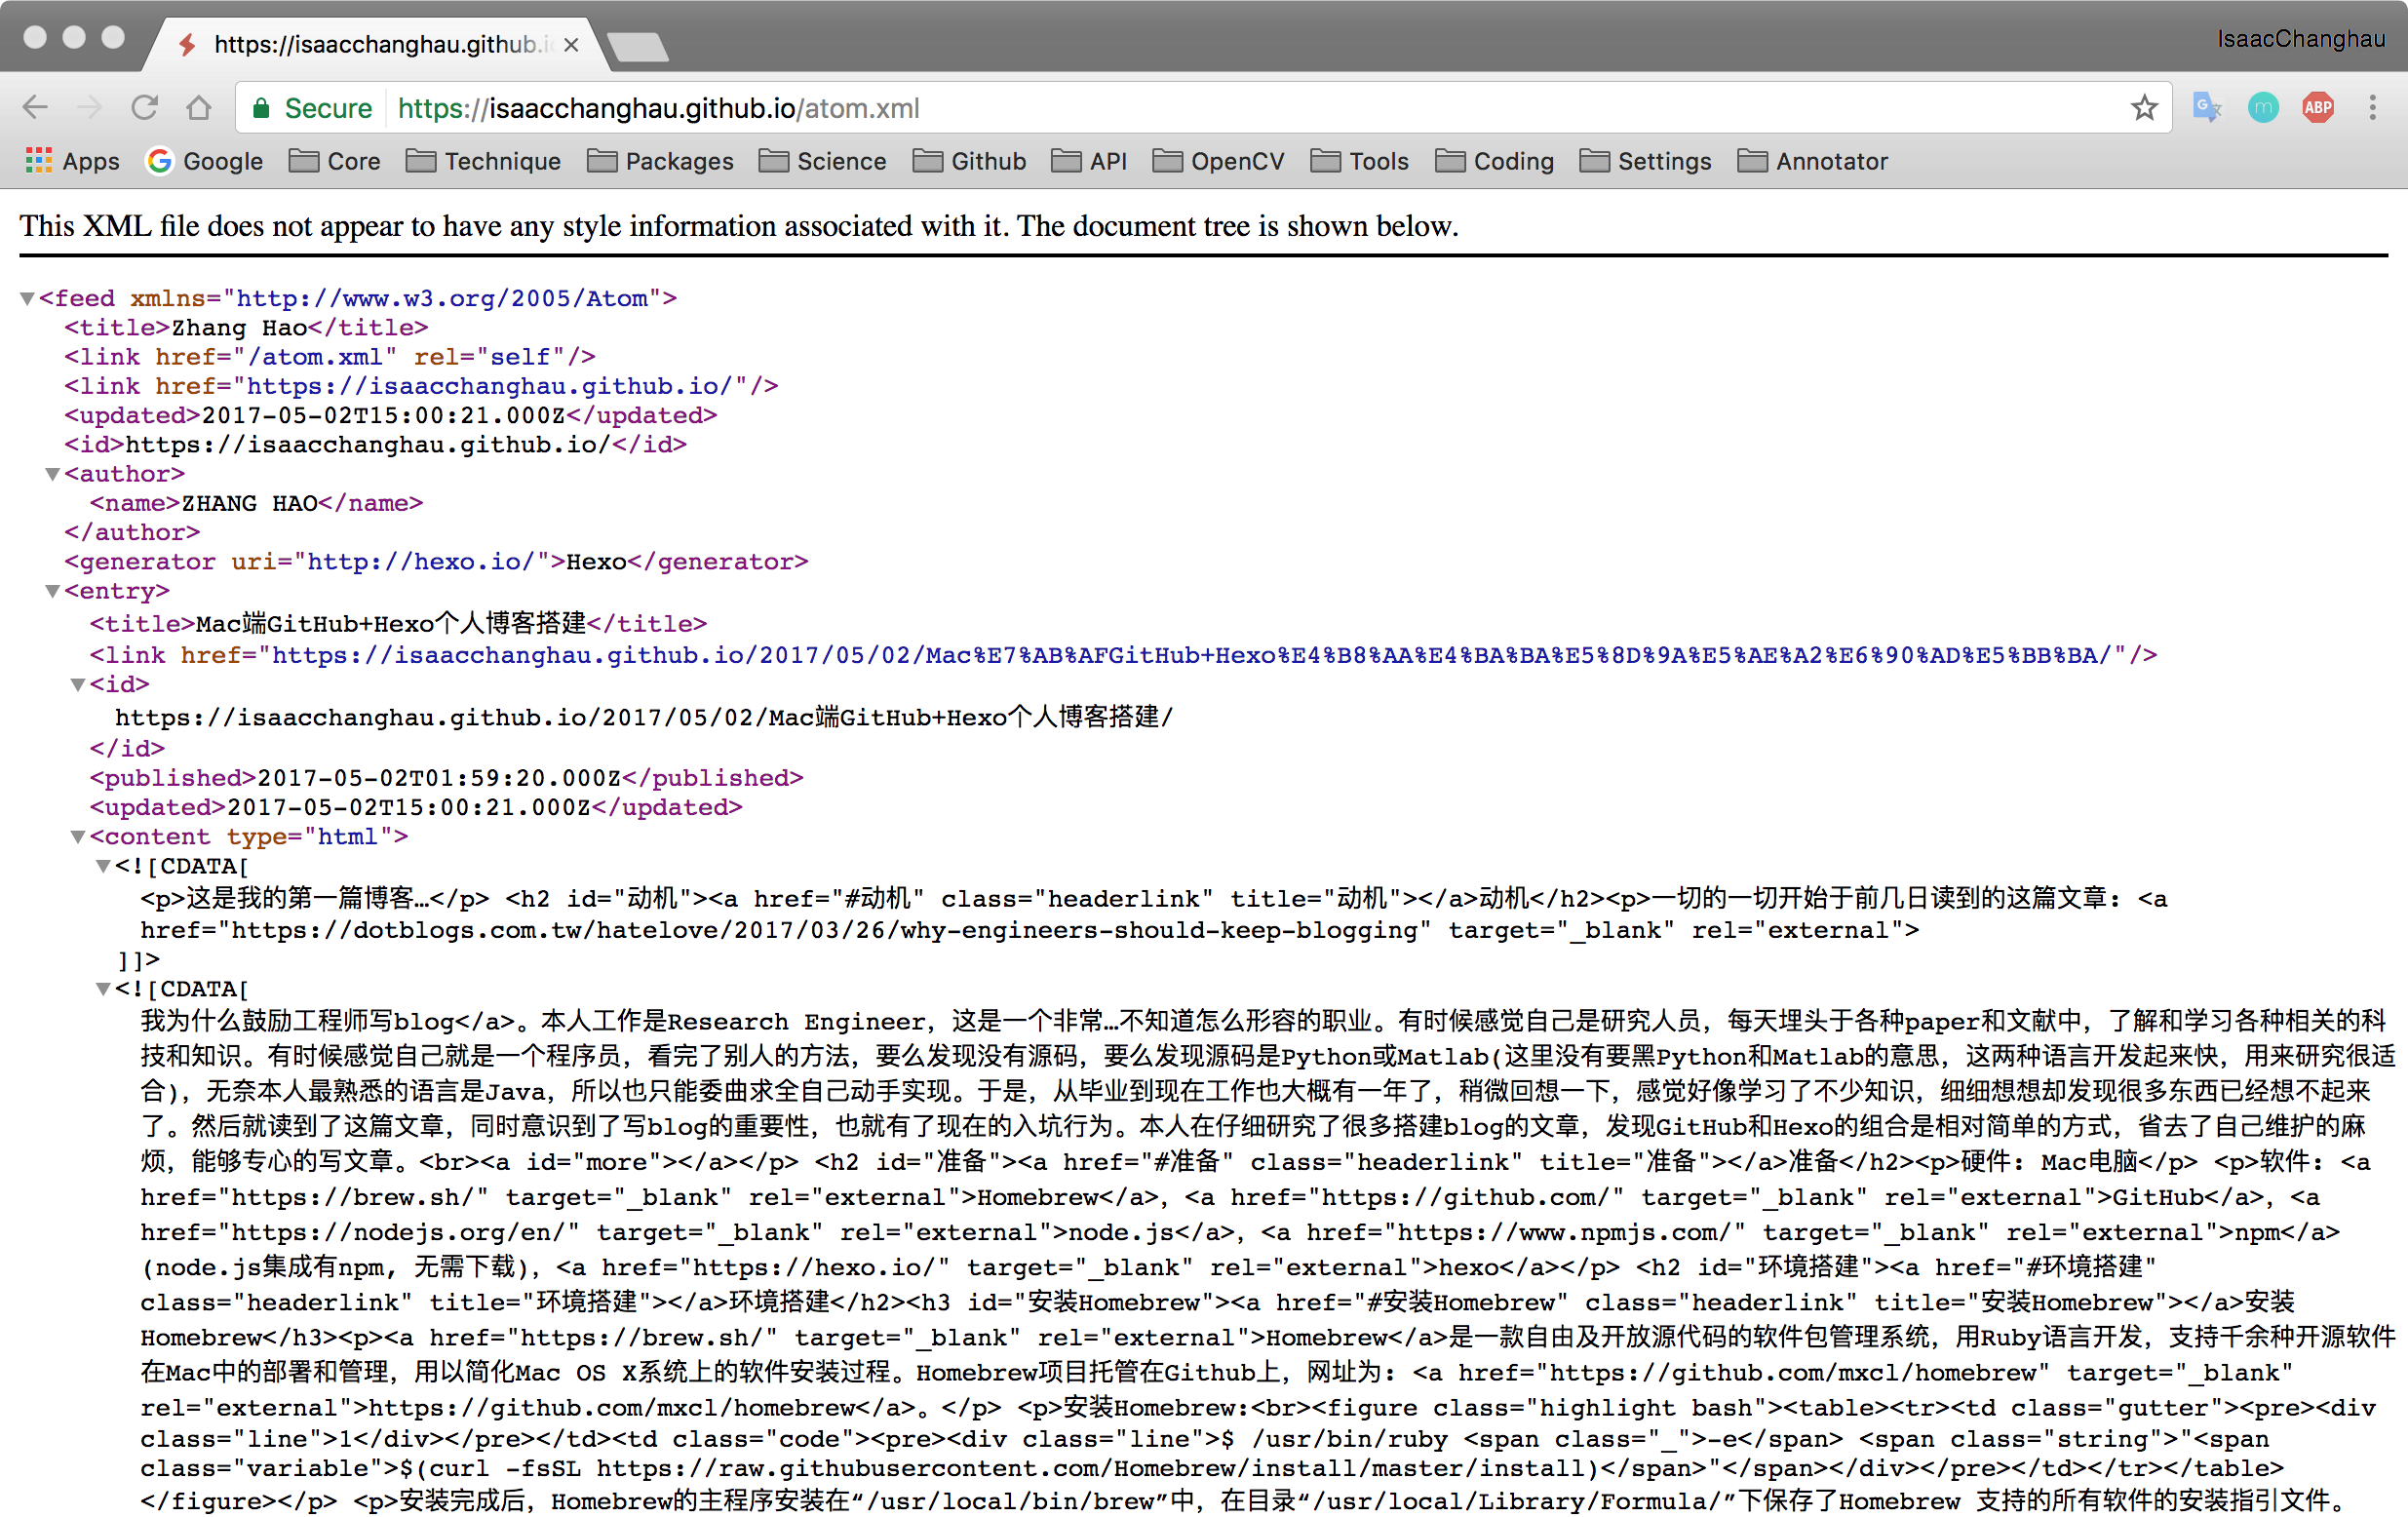 https://isaacchanghau.github.i
IsaacChanghau
Secure https://isaacchanghau.github.io/atom.xml
ABP
Apps Google Core Technique Packages Science Github API OpenCV Tools Coding Settings Annotator
This XML file does not appear to have any style information associated with it. The document tree is shown below.
<feed xmlns="http://www.w3.org/2005/Atom">
<title>Zhang Hao</title>
<link href="/atom.xml" rel="self"/>
<link href="https://isaacchanghau.github.io/"/>
<updated>2017-05-02T15:00:21.000Z</updated>
<id>https://isaacchanghau.github.io/</id>
<author>
<name>ZHANG HAO</name>
</author>
<generator uri="http://hexo.io/">Hexo</generator>
<entry>
<title>Mac端GitHub+Hexo个人博客搭建</title>
<link href="https://isaacchanghau.github.io/2017/05/02/Mac%E7%AB%AFGitHub+Hexo%E4%B8%AA%E4%BA%BA%E5%8D%9A%E5%AE%A2%E6%90%AD%E5%BB%BA/"/>
<id>
https://isaacchanghau.github.io/2017/05/02/Mac端GitHub+Hexo个人博客搭建/
</id>
<published>2017-05-02T01:59:20.000Z</published>
<updated>2017-05-02T15:00:21.000Z</updated>
<content type="html">
<![CDATA[
<p>这是我的第一篇博客…</p> <h2 id="动机"><a href="#动机" class="headerlink" title="动机"></a>动机</h2><p>一切的一切开始于前几日读到的这篇文章：<a
href="https://dotblogs.com.tw/hatelove/2017/03/26/why-engineers-should-keep-blogging" target="_blank" rel="external">
]]>
<![CDATA[
我为什么鼓励工程师写blog</a>。本人工作是Research Engineer，这是一个非常…不知道怎么形容的职业。有时候感觉自己是研究人员，每天埋头于各种paper和文献中，了解和学习各种相关的科
技和知识。有时候感觉自己就是一个程序员，看完了别人的方法，要么发现没有源码，要么发现源码是Python或Matlab(这里没有要黑Python和Matlab的意思，这两种语言开发起来快，用来研究很适
合)，无奈本人最熟悉的语言是Java，所以也只能委曲求全自己动手实现。于是，从毕业到现在工作也大概有一年了，稍微回想一下，感觉好像学习了不少知识，细细想想却发现很多东西已经想不起来
了。然后就读到了这篇文章，同时意识到了写blog的重要性，也就有了现在的入坑行为。本人在仔细研究了很多搭建blog的文章，发现GitHub和Hexo的组合是相对简单的方式，省去了自己维护的麻
烦，能够专心的写文章。<br><a id="more"></a></p> <h2 id="准备"><a href="#准备" class="headerlink" title="准备"></a>准备</h2><p>硬件: Mac电脑</p> <p>软件: <a
href="https://brew.sh/" target="_blank" rel="external">Homebrew</a>, <a href="https://github.com/" target="_blank" rel="external">GitHub</a>, <a
href="https://nodejs.org/en/" target="_blank" rel="external">node.js</a>, <a href="https://www.npmjs.com/" target="_blank" rel="external">npm</a>
(node.js集成有npm, 无需下载), <a href="https://hexo.io/" target="_blank" rel="external">hexo</a></p> <h2 id="环境搭建"><a href="#环境搭建"
class="headerlink" title="环境搭建"></a>环境搭建</h2><h3 id="安装Homebrew"><a href="#安装Homebrew" class="headerlink" title="安装Homebrew"></a>安装
Homebrew</h3><p><a href="https://brew.sh/" target="_blank" rel="external">Homebrew</a>是一款自由及开放源代码的软件包管理系统，用Ruby语言开发，支持千余种开源软件
在Mac中的部署和管理，用以简化Mac OS X系统上的软件安装过程。Homebrew项目托管在Github上，网址为: <a href="https://github.com/mxcl/homebrew" target="_blank"
rel="external">https://github.com/mxcl/homebrew</a>。</p> <p>安装Homebrew:<br><figure class="highlight bash"><table><tr><td class="gutter"><pre><div
class="line">1</div></pre></td><td class="code"><pre><div class="line">$ /usr/bin/ruby <span class="_">-e</span> <span class="string">"<span
class="variable">$(curl -fsSL https://raw.githubusercontent.com/Homebrew/install/master/install)</span>"</span></div></pre></td></tr></table>
</figure></p> <p>安装完成后，Homebrew的主程序安装在“/usr/local/bin/brew”中，在目录“/usr/local/Library/Formula/”下保存了Homebrew 支持的所有软件的安装指引文件。